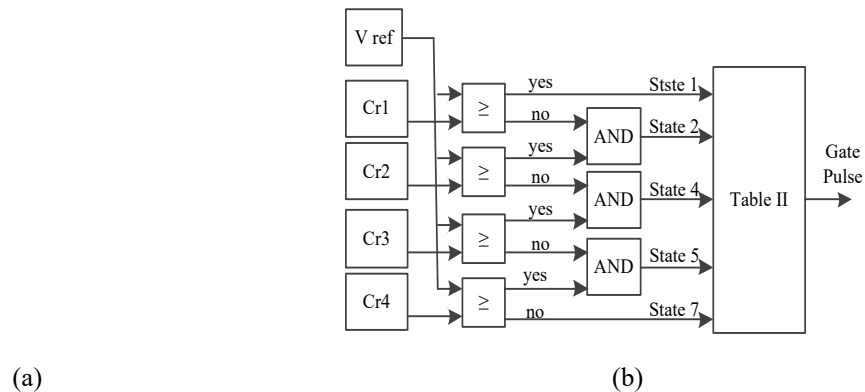 V ref
yes
Stste 1
Cr1
≥
no
AND
State 2
yes
Cr2
≥
no
AND
State 4
Table II
Gate
Pulse
yes
Cr3
≥
no
AND
State 5
yes
Cr4
≥
no
State 7
(a)
(b)